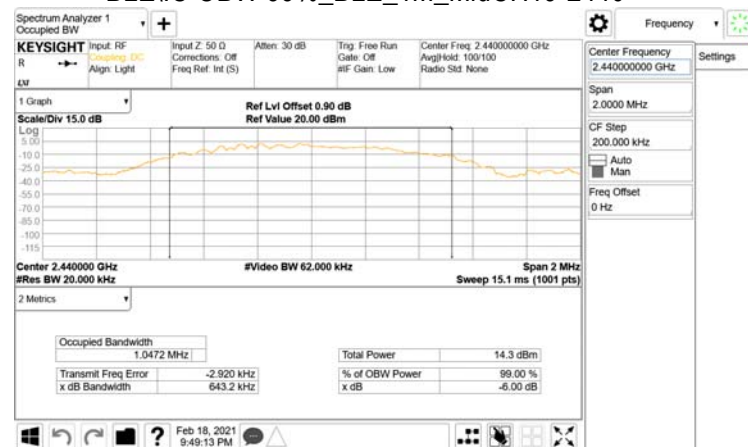 Spectrum Analyzer 1
Occupied BW
Frequency
KEYSIGHT
Input: RF
Coupling: DC
Align: Light
Input Z: 50 Ω
Corrections: Off
Freq Ref: Int (S)
Atten: 30 dB
Trig: Free Run
Gate: Off
#IF Gain: Low
Center Freq: 2.440000000 GHz
Avg|Hold: 100/100
Radio Std: None
R
LXI
Center Frequency
2.440000000 GHz
Settings
Span
2.0000 MHz
CF Step
200.000 kHz
Auto
Man
Freq Offset
0 Hz
1 Graph
Scale/Div 15.0 dB
Ref Lvl Offset 0.90 dB
Ref Value 20.00 dBm
Log
5.00
-10.0
-25.0
-40.0
-55.0
-70.0
-85.0
-100
-115
Center 2.440000 GHz
#Video BW 62.000 kHz
Span 2 MHz
#Res BW 20.000 kHz
Sweep 15.1 ms (1001 pts)
2 Metrics
Occupied Bandwidth
1.0472 MHz
Total Power 14.3 dBm
Transmit Freq Error -2.920 kHz
% of OBW Power 99.00 %
x dB Bandwidth 643.2 kHz
x dB -6.00 dB
?
Feb 18, 2021
9:49:13 PM